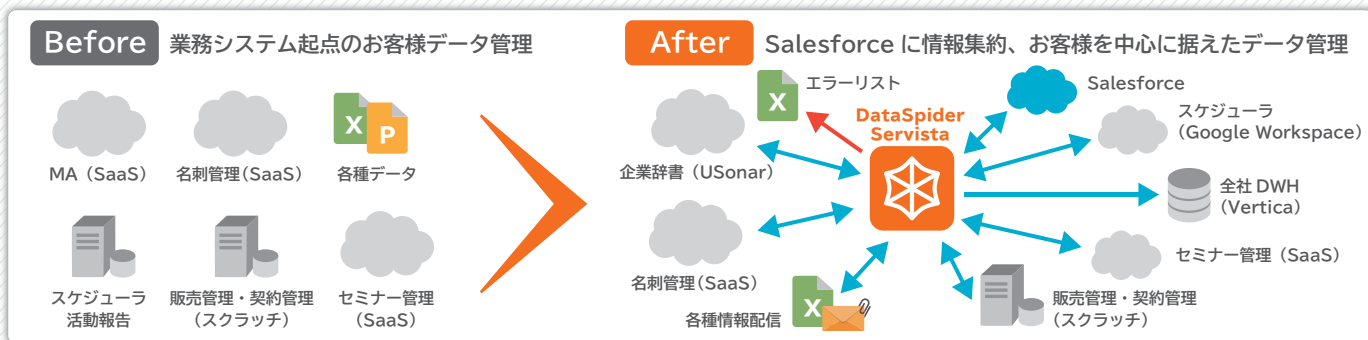 Before 業務システム起点のお客様データ管理
MA（SaaS）
名刺管理(SaaS）
X
P
各種データ
スケジューラ
活動報告
販売管理・契約管理
（スクラッチ）
セミナー管理
（SaaS）
After Salesforce に情報集約、お客様を中心に据えたデータ管理
X
エラーリスト
DataSpider
Servista
Salesforce
スケジューラ
（Google Workspace）
企業辞書（USonar）
全社 DWH
（Vertica）
名刺管理(SaaS）
セミナー管理（SaaS）
各種情報配信
X
販売管理・契約管理
（スクラッチ）